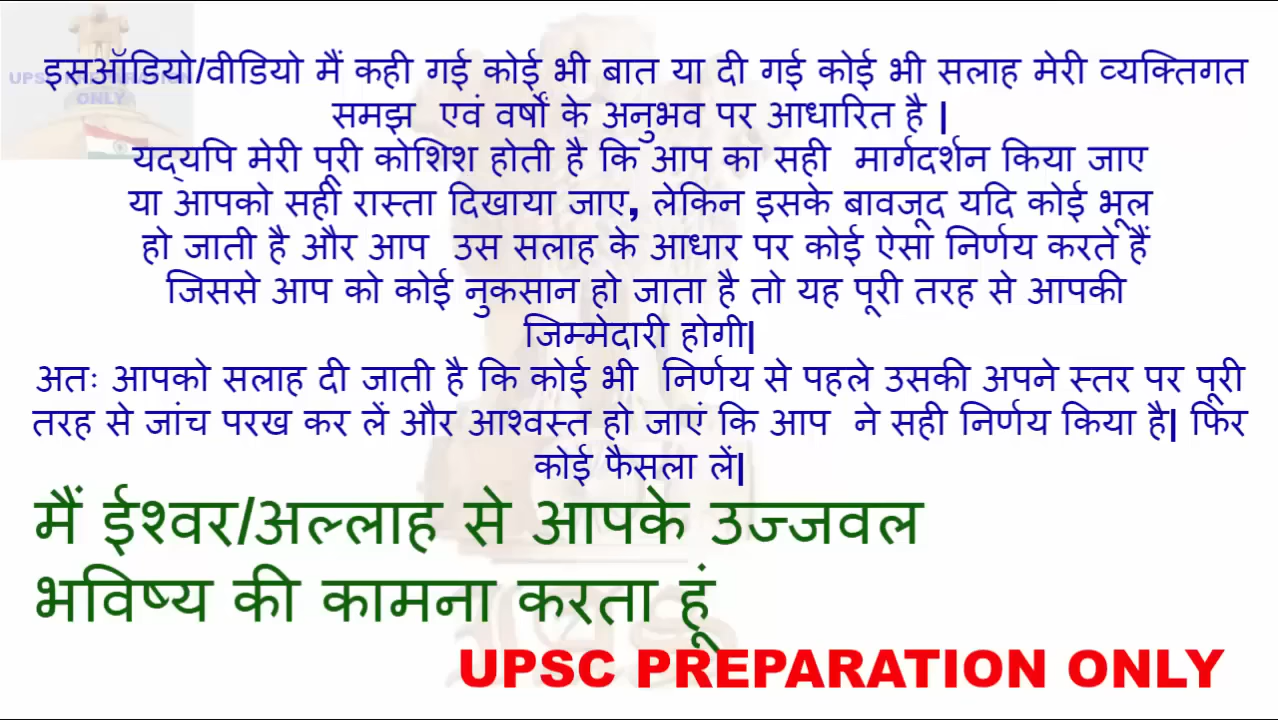 इसऑडियो/वीडियो मैं कही गई कोई भी बात या दी गई कोई भी सलाह मेरी व्यक्तिगत
समझ एवं वर्षों के अनुभव पर आधारित है |
यद्यपि मेरी पूरी कोशिश होती है कि आप का सही मार्गदर्शन किया जाए
या आपको सही रास्ता दिखाया जाए, लेकिन इसके बावजूद यदि कोई भूल
हो जाती है और आप उस सलाह के आधार पर कोई ऐसा निर्णय करते हैं
जिससे आप को कोई नुकसान हो जाता है तो यह पूरी तरह से आपकी
जिम्मेदारी होगी|
अतः आपको सलाह दी जाती है कि कोई भी निर्णय से पहले उसकी अपने स्तर पर पूरी
तरह से जांच परख कर लें और आश्वस्त हो जाएं कि आप ने सही निर्णय किया है| फिर
कोई फैसला लें|
मैं ईश्वर/अल्लाह से आपके उज्जवल
भविष्य की कामना करता हूं
UPSC PREPARATION ONLY
UPSC PREPARATION
ONLY